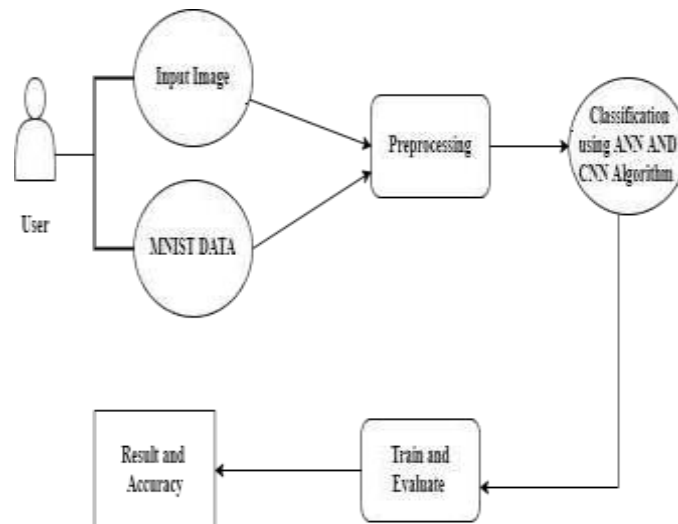 Input Image
User
MNIST DATA
Preprocessing
Classification
using ANN AND
CNN Algorithm
Train and
Evaluate
Result and
Accuracy